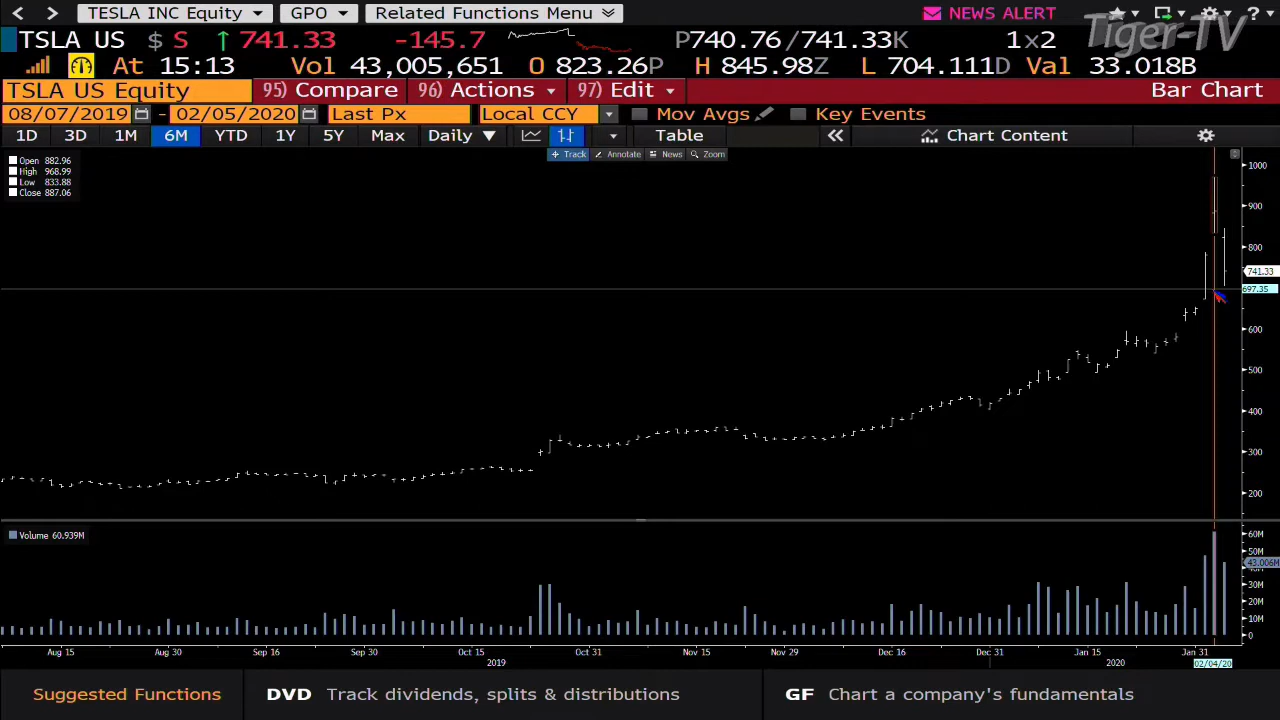 TESLA INC Equity GPO Related Functions Menu NEWS ALERT ?
TSLA US $ S ↑ 741.33 -145.7 P740.76/741.33K 1x2
Tiger-TV
At 15:13 Vol 43,005,651 O 823.26P H 845.98Z L 704.111D Val 33.018B
TSLA US Equity 95) Compare 96) Actions 97) Edit Bar Chart
08/07/2019 - 02/05/2020 Last Px Local CCY Mov Avgs Key Events
1D 3D 1M 6M YTD 1Y 5Y Max Daily ▼ Table « Chart Content
Track Annotate News Zoom
Open 882.96
High 968.99
Low 833.88
Close 887.06
1000
900
800
741.33
697.35
600
500
400
300
200
Volume 60.939M
60M
50M
43.006M
30M
20M
10M
0
Aug 15 Aug 30 Sep 16 Sep 30 Oct 15 Oct 31 Nov 15 Nov 29 Dec 16 Dec 31 Jan 15 Jan 31
2019 2020 02/04/20
Suggested Functions DVD Track dividends, splits & distributions GF Chart a company's fundamentals